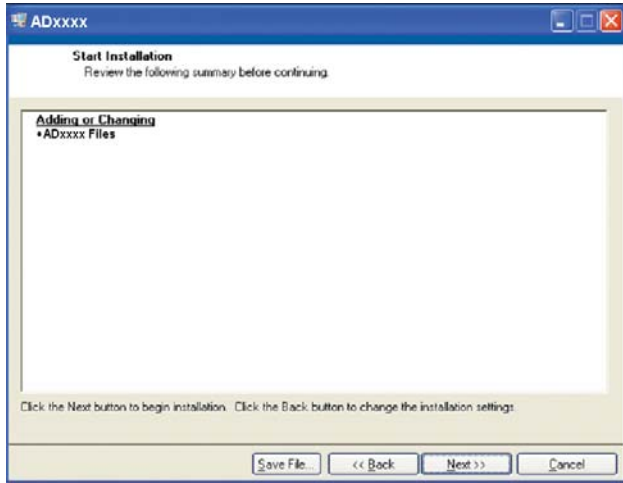 ADxxxx
Start Installation
Review the following summary before continuing.
Adding or Changing
•ADxxxx Files
Click the Next button to begin installation. Click the Back button to change the installation settings.
Save File... << Back Next >> Cancel